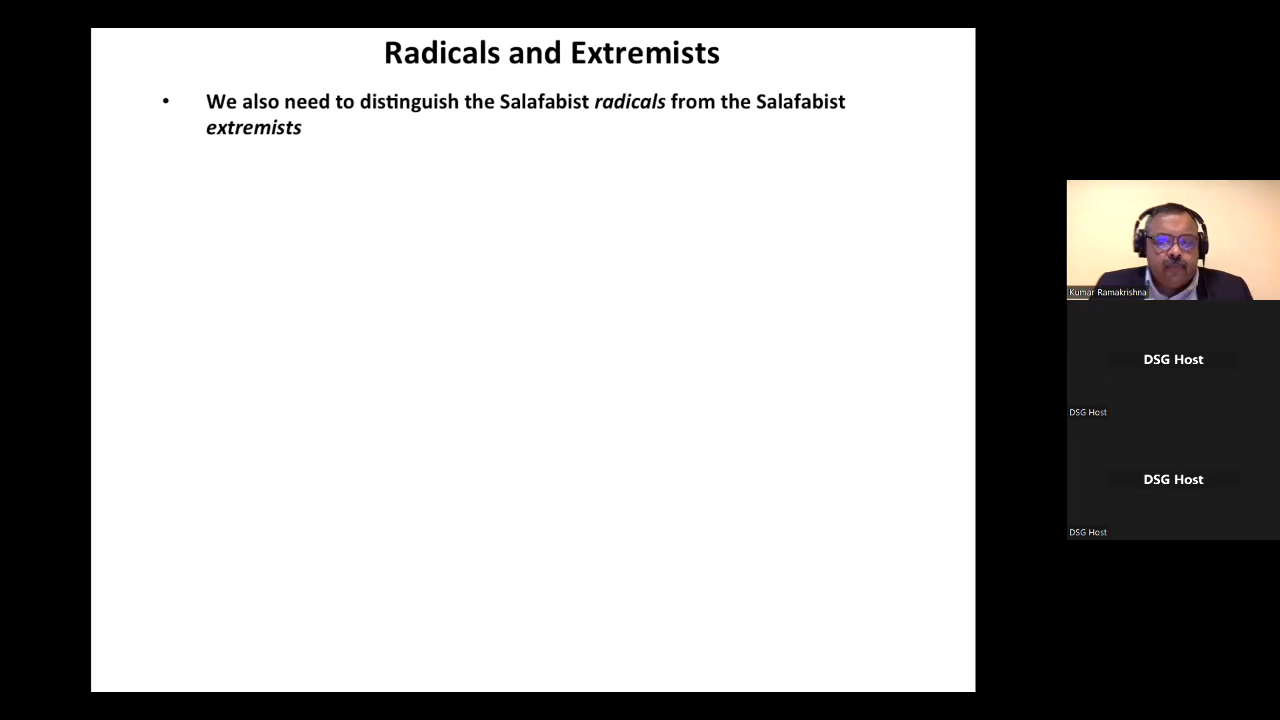 Radicals and Extremists
• We also need to distinguish the Salafabist radicals from the Salafabist
extremists
Kumar Ramakrishna
DSG Host
DSG Host
DSG Host
DSG Host